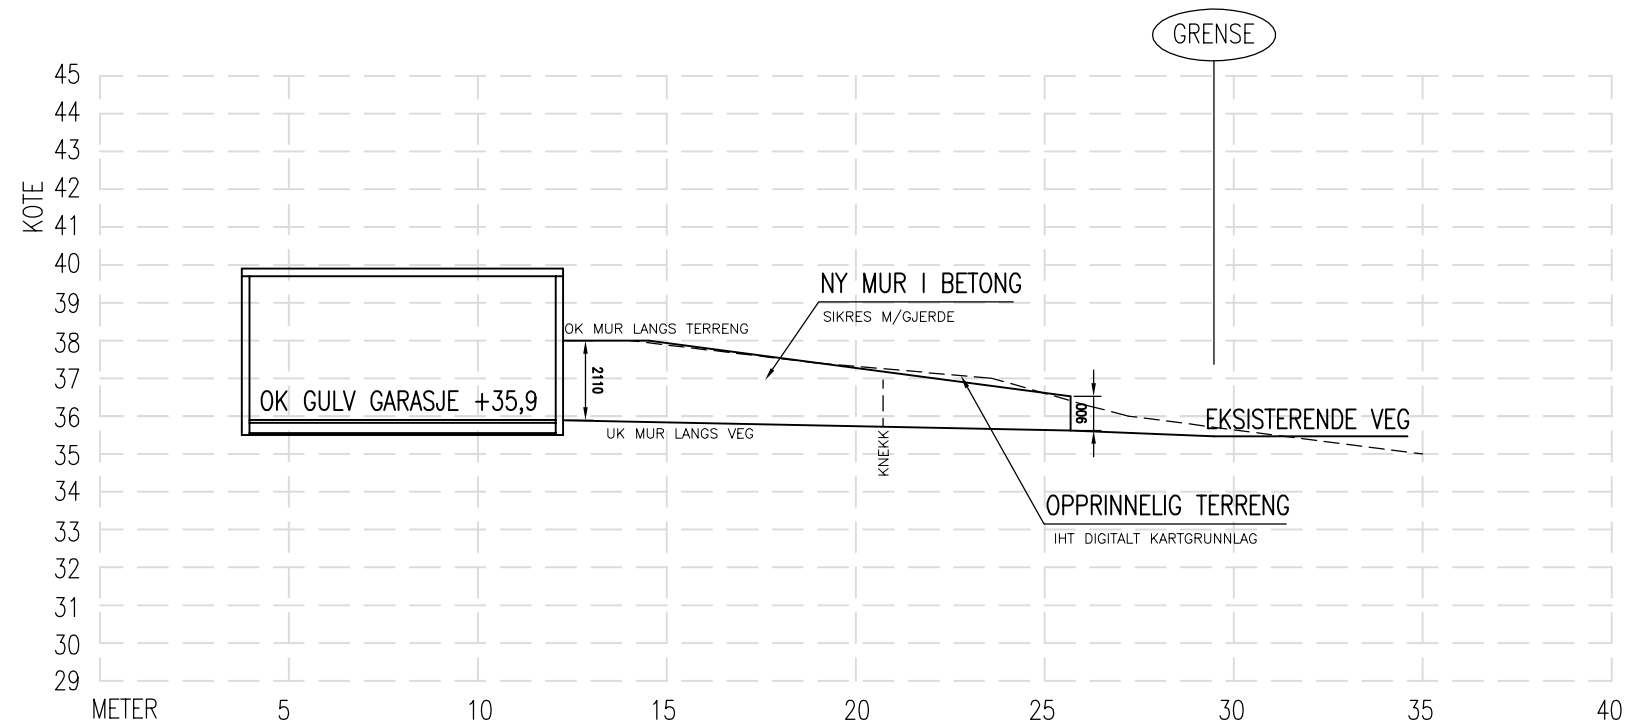 GRENSE
45
44
43
42
41
40
39
38
37
36
35
34
33
32
31
30
29
KOTE
NY MUR I BETONG
SIKRES M/GJERDE
OK MUR LANGS TERRENG
2110
OK GULV GARASJE +35,9
UK MUR LANGS VEG
KNEKK
900
EKSISTERENDE VEG
OPPRINNELIG TERRENG
IHT DIGITALT KARTGRUNNLAG
METER 5 10 15 20 25 30 35 40